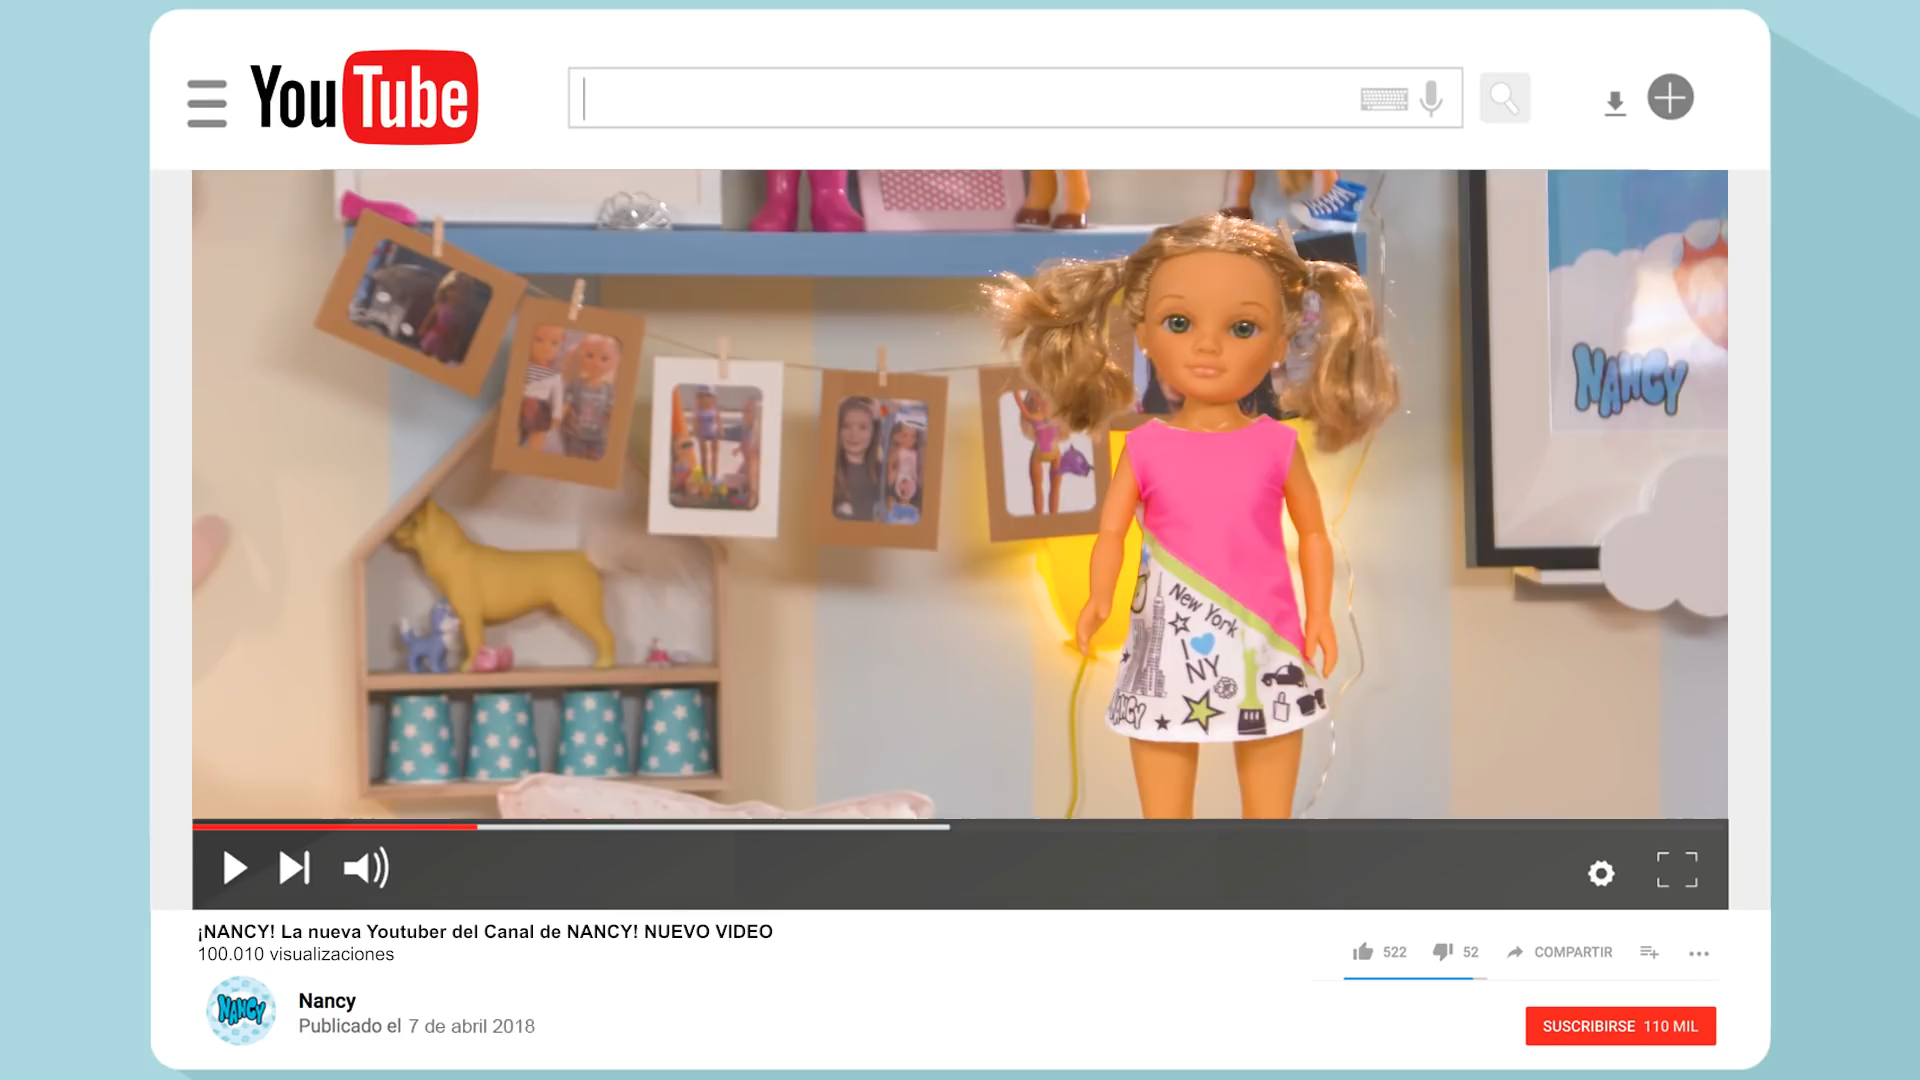 YouTube
NANCY
New York
I NY
NANCY
¡NANCY! La nueva Youtuber del Canal de NANCY! NUEVO VIDEO
100.010 visualizaciones
522 52 COMPARTIR
NANCY
Nancy
Publicado el 7 de abril 2018
SUSCRIBIRSE 110 MIL